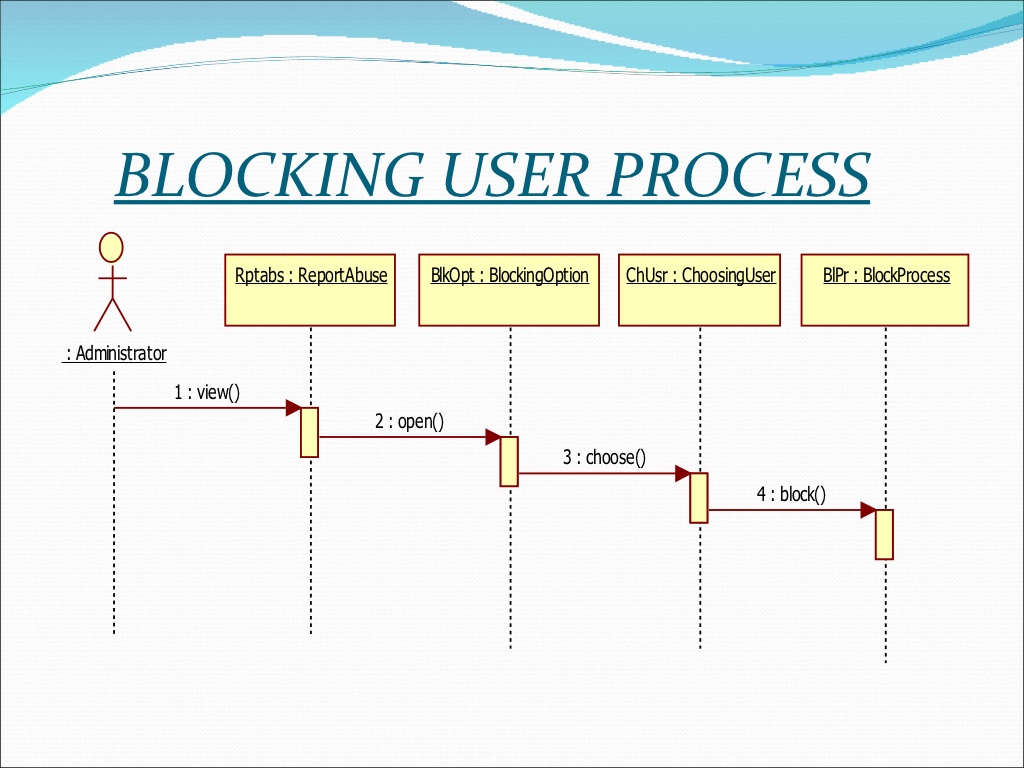 BLOCKING USER PROCESS
Rptabs : ReportAbuse
BlkOpt : BlockingOption
ChUsr : ChoosingUser
BlPr : BlockProcess
: Administrator
1 : view()
2 : open()
3 : choose()
4 : block()